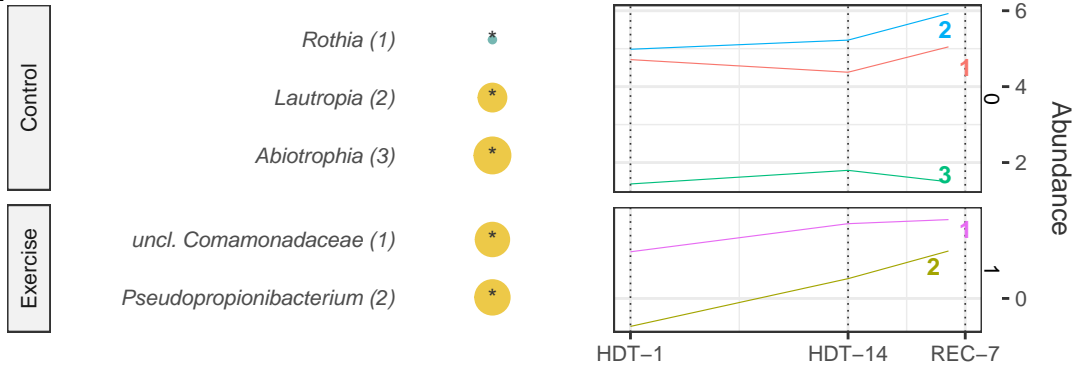 Control
Rothia (1)
*
Lautropia (2)
*
Abiotrophia (3)
*
Exercise
uncl. Comamonadaceae (1)
*
Pseudopropionibacterium (2)
*
2
1
3
0
6
4
2
1
2
1
0
Abundance
HDT−1
HDT−14
REC−7